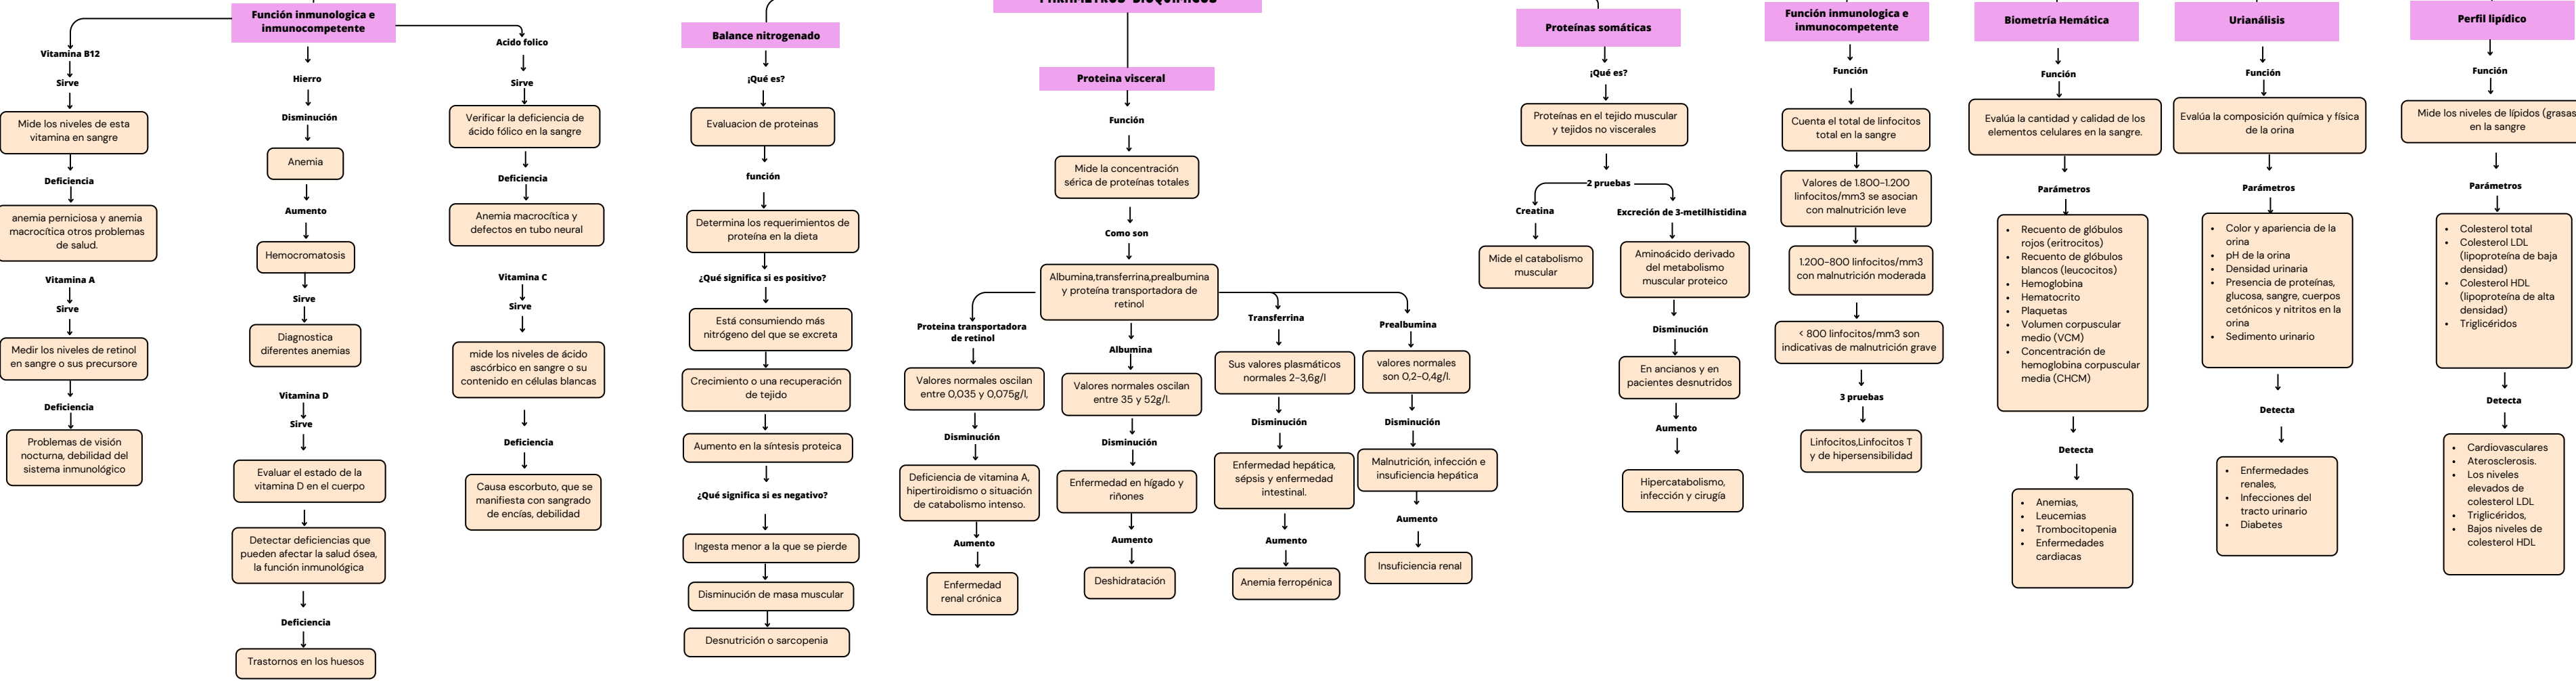 PARAMETROS BIOQUIMICOS
Función inmunologica e
inmunocompetente
Vitamina B12
Sirve
Mide los niveles de esta
vitamina en sangre
Deficiencia
anemia perniciosa y anemia
macrocítica otros problemas
de salud.
Vitamina A
Sirve
Medir los niveles de retinol
en sangre o sus precursore
Deficiencia
Problemas de visión
nocturna, debilidad del
sistema inmunológico
Hierro
Disminución
Anemia
Aumento
Hemocromatosis
Sirve
Diagnostica
diferentes anemias
Vitamina D
Sirve
Evaluar el estado de la
vitamina D en el cuerpo
Detectar deficiencias que
pueden afectar la salud ósea,
la función inmunológica
Deficiencia
Trastornos en los huesos
Acido folico
Sirve
Verificar la deficiencia de
ácido fólico en la sangre
Deficiencia
Anemia macrocítica y
defectos en tubo neural
Vitamina C
Sirve
mide los niveles de ácido
ascórbico en sangre o su
contenido en células blancas
Deficiencia
Causa escorbuto, que se
manifiesta con sangrado
de encías, debilidad
Balance nitrogenado
¡Qué es?
Evaluacion de proteinas
función
Determina los requerimientos de
proteína en la dieta
¿Qué significa si es positivo?
Está consumiendo más
nitrógeno del que se excreta
Crecimiento o una recuperación
de tejido
Aumento en la síntesis proteica
¿Qué significa si es negativo?
Ingesta menor a la que se pierde
Disminución de masa muscular
Desnutrición o sarcopenia
Proteina visceral
Función
Mide la concentración
sérica de proteínas totales
Como son
Albumina,transferrina,prealbumina
y proteína transportadora de
retinol
Proteina transportadora
de retinol
Valores normales oscilan
entre 0,035 y 0,075g/l,
Disminución
Deficiencia de vitamina A,
hipertiroidismo o situación
de catabolismo intenso.
Aumento
Enfermedad
renal crónica
Albumina
Valores normales oscilan
entre 35 y 52g/l.
Disminución
Enfermedad en hígado y
riñones
Aumento
Deshidratación
Transferrina
Sus valores plasmáticos
normales 2-3,6g/l
Disminución
Enfermedad hepática,
sépsis y enfermedad
intestinal.
Aumento
Anemia ferropénica
Prealbumina
valores normales
son 0,2-0,4g/l.
Disminución
Malnutrición, infección e
insuficiencia hepática
Aumento
Insuficiencia renal
Proteínas somáticas
¡Qué es?
Proteínas en el tejido muscular
y tejidos no viscerales
2 pruebas
Creatina
Mide el catabolismo
muscular
Excreción de 3-metilhistidina
Aminoácido derivado
del metabolismo
muscular proteico
Disminución
En ancianos y en
pacientes desnutridos
Aumento
Hipercatabolismo,
infección y cirugía
Función inmunologica e
inmunocompetente
Función
Cuenta el total de linfocitos
total en la sangre
Valores de 1.800-1.200
linfocitos/mm3 se asocian
con malnutrición leve
1.200-800 linfocitos/mm3
con malnutrición moderada
< 800 linfocitos/mm3 son
indicativas de malnutrición grave
3 pruebas
Linfocitos,Linfocitos T
y de hipersensibilidad
Biometría Hemática
Función
Evalúa la cantidad y calidad de los
elementos celulares en la sangre.
Parámetros
• Recuento de glóbulos
rojos (eritrocitos)
• Recuento de glóbulos
blancos (leucocitos)
• Hemoglobina
• Hematocrito
• Plaquetas
• Volumen corpuscular
medio (VCM)
• Concentración de
hemoglobina corpuscular
media (CHCM)
Detecta
• Anemias,
• Leucemias
• Trombocitopenia
• Enfermedades
cardiacas
Urianálisis
Función
Evalúa la composición química y física
de la orina
Parámetros
• Color y apariencia de la
orina
• pH de la orina
• Densidad urinaria
• Presencia de proteínas,
glucosa, sangre, cuerpos
cetónicos y nitritos en la
orina
• Sedimento urinario
Detecta
• Enfermedades
renales,
• Infecciones del
tracto urinario
• Diabetes
Perfil lipídico
Función
Mide los niveles de lípidos (grasas
en la sangre
Parámetros
• Colesterol total
• Colesterol LDL
(lipoproteína de baja
densidad)
• Colesterol HDL
(lipoproteína de alta
densidad)
• Triglicéridos
Detecta
• Cardiovasculares
• Aterosclerosis.
• Los niveles
elevados de
colesterol LDL
• Triglicéridos,
• Bajos niveles de
colesterol HDL